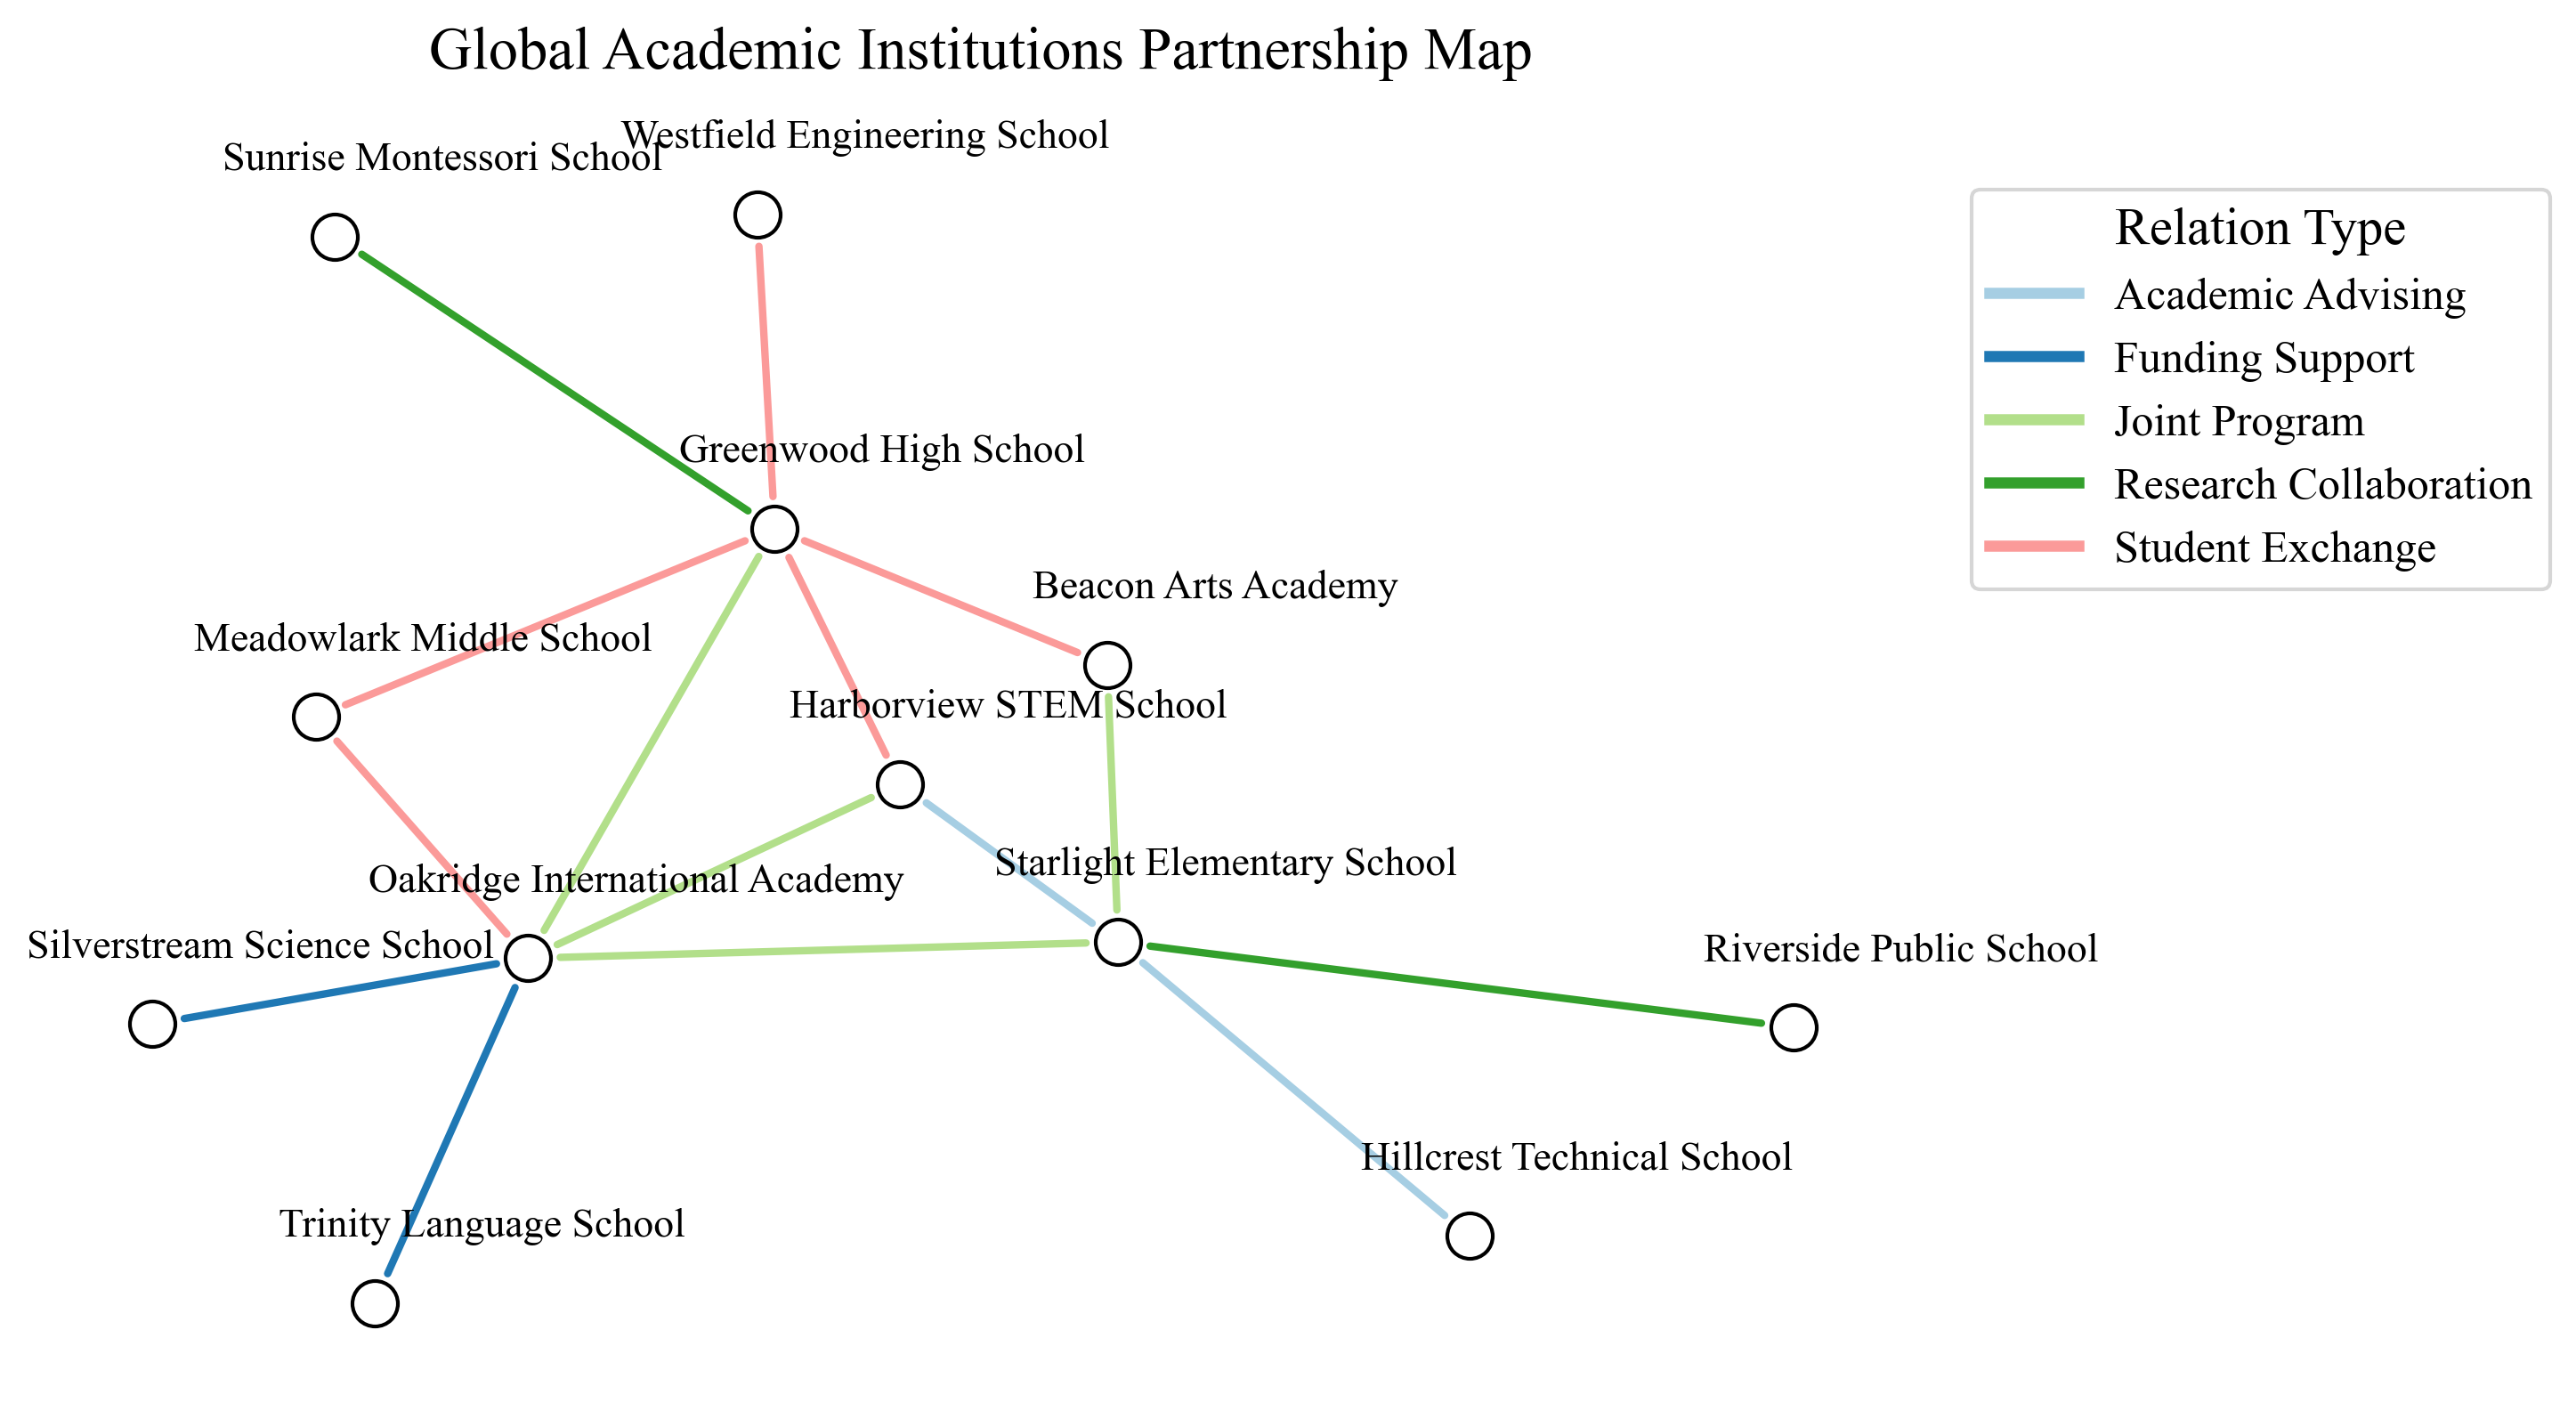 Global Academic Institutions Partnership Map
Westfield Engineering School
Sunrise Montessori School
Greenwood High School
Beacon Arts Academy
Meadowlark Middle School
Harborview STEM School
Starlight Elementary School
Oakridge International Academy
Silverstream Science School
Riverside Public School
Hillcrest Technical School
Trinity Language School
Relation Type
Academic Advising
Funding Support
Joint Program
Research Collaboration
Student Exchange